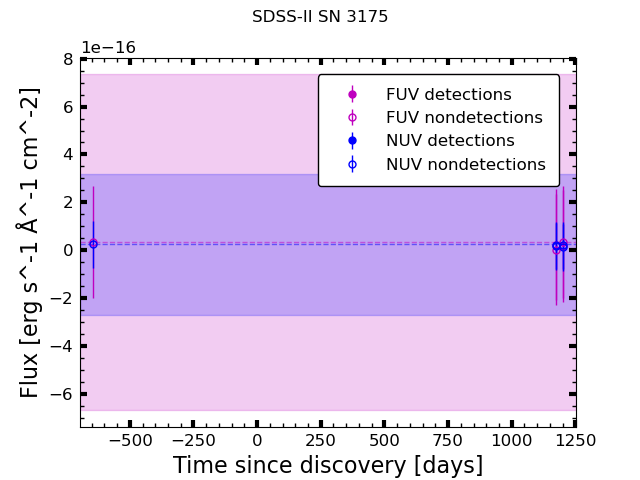 SDSS-II SN 3175
1e−16
8
6
4
2
0
−2
−4
−6
Flux [erg s^-1 Å^-1 cm^-2]
FUV detections
FUV nondetections
NUV detections
NUV nondetections
−500 −250 0 250 500 750 1000 1250
Time since discovery [days]